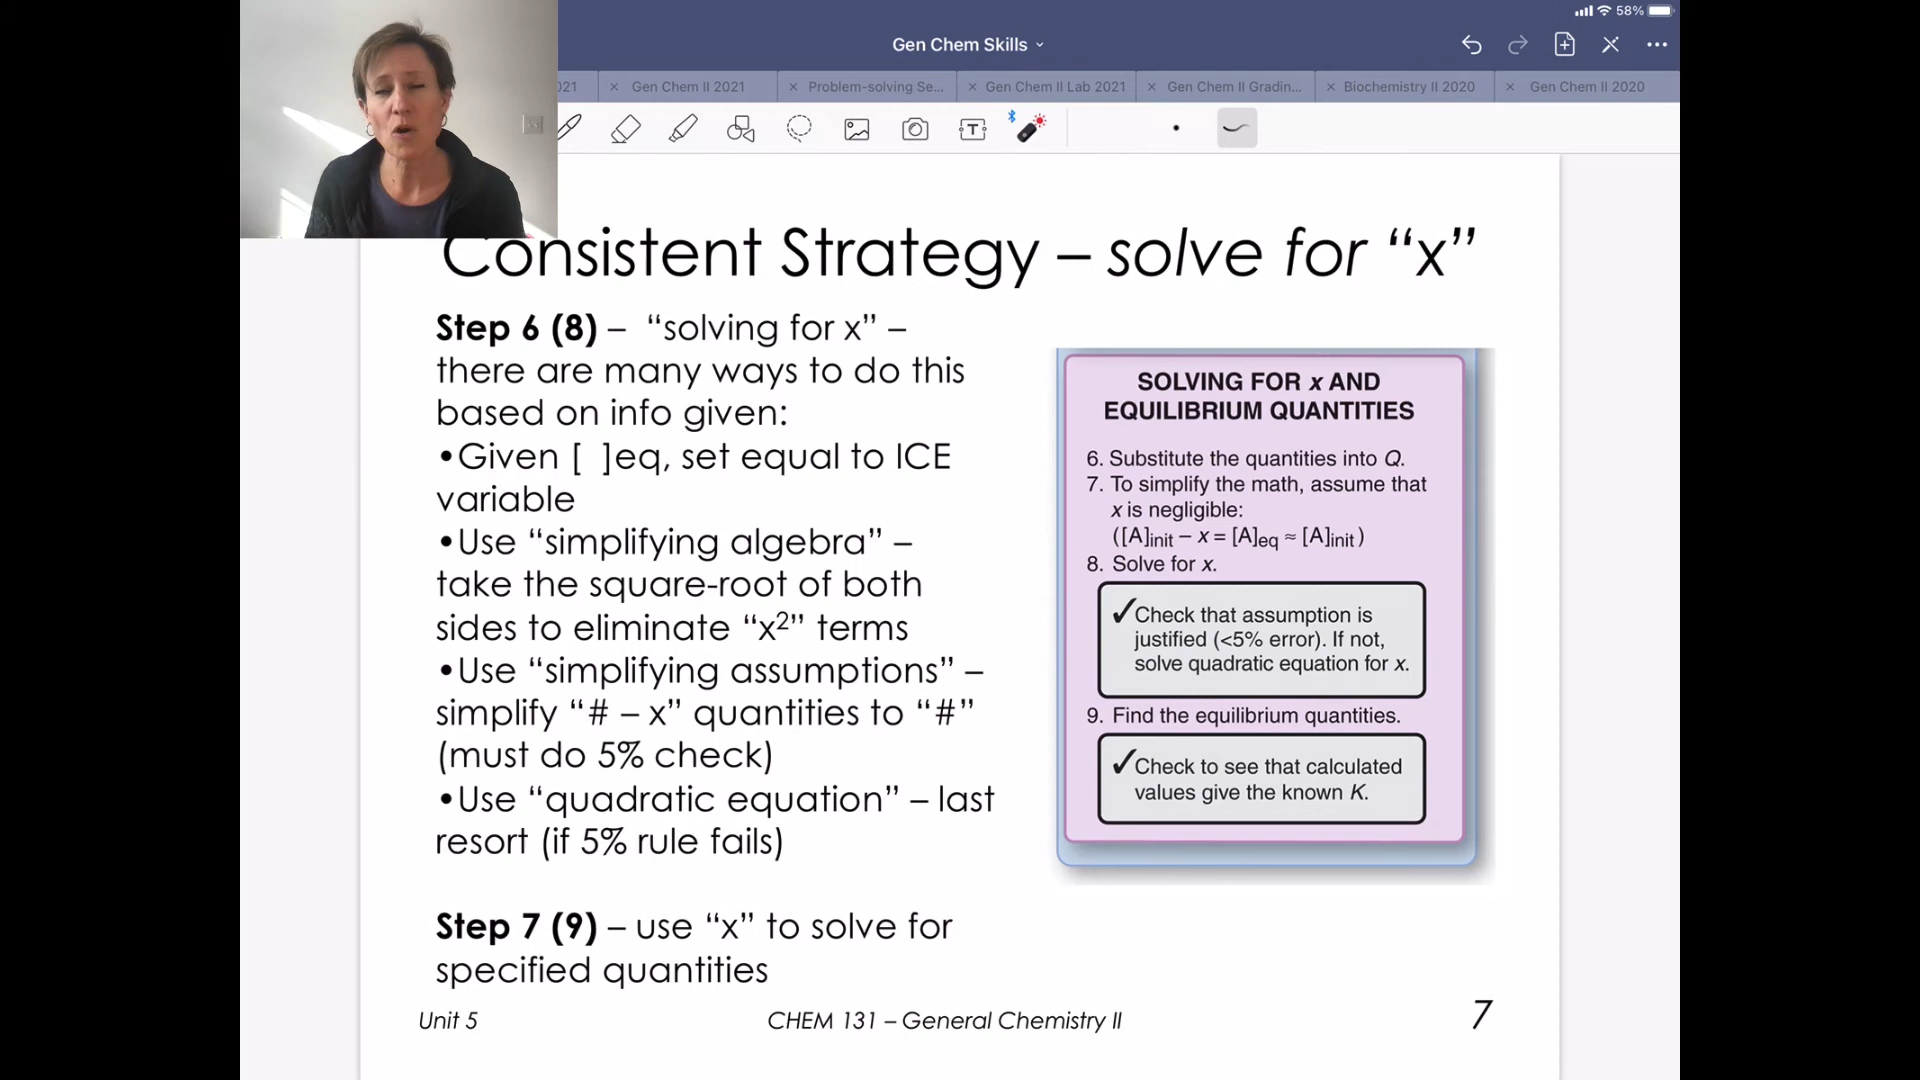 58%
Gen Chem Skills
021
Gen Chem II 2021
Problem-solving Se...
Gen Chem II Lab 2021
Gen Chem II Gradin...
Biochemistry II 2020
Gen Chem II 2020
T
Consistent Strategy – solve for “x”
Step 6 (8) – “solving for x” –
there are many ways to do this
based on info given:
•Given [ ]eq, set equal to ICE
variable
•Use “simplifying algebra” –
take the square-root of both
sides to eliminate “x²” terms
•Use “simplifying assumptions” –
simplify “# – x” quantities to “#”
(must do 5% check)
•Use “quadratic equation” – last
resort (if 5% rule fails)
Step 7 (9) – use “x” to solve for
specified quantities
SOLVING FOR x AND
EQUILIBRIUM QUANTITIES
6. Substitute the quantities into Q.
7. To simplify the math, assume that
x is negligible:
([A]init – x = [A]eq ≈ [A]init)
8. Solve for x.
✓Check that assumption is
justified (<5% error). If not,
solve quadratic equation for x.
9. Find the equilibrium quantities.
✓Check to see that calculated
values give the known K.
Unit 5
CHEM 131 – General Chemistry II
7